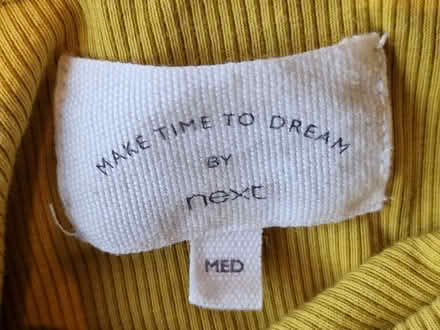 MAKE TIME TO DREAM
BY
next
MED